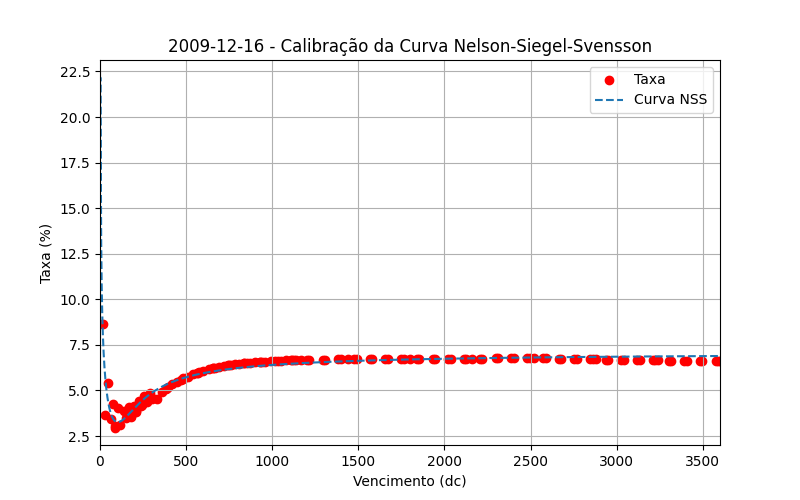 2009-12-16 - Calibração da Curva Nelson-Siegel-Svensson
Taxa
Curva NSS
Taxa (%)
22.5
20.0
17.5
15.0
12.5
10.0
7.5
5.0
2.5
0 500 1000 1500 2000 2500 3000 3500
Vencimento (dc)